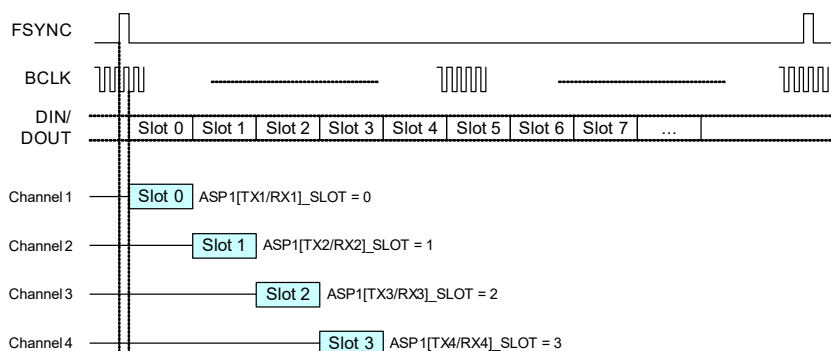 FSYNC
BCLK
DIN/
DOUT
Slot 0 Slot 1 Slot 2 Slot 3 Slot 4 Slot 5 Slot 6 Slot 7 ...
Channel 1 Slot 0 ASP1[TX1/RX1]_SLOT = 0
Channel 2 Slot 1 ASP1[TX2/RX2]_SLOT = 1
Channel 3 Slot 2 ASP1[TX3/RX3]_SLOT = 2
Channel 4 Slot 3 ASP1[TX4/RX4]_SLOT = 3